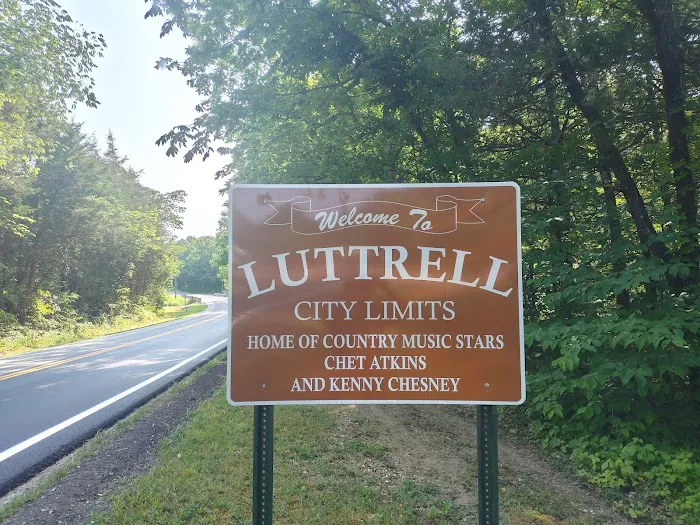 Welcome To
LUTTRELL
CITY LIMITS
HOME OF COUNTRY MUSIC STARS
CHET ATKINS
AND KENNY CHESNEY